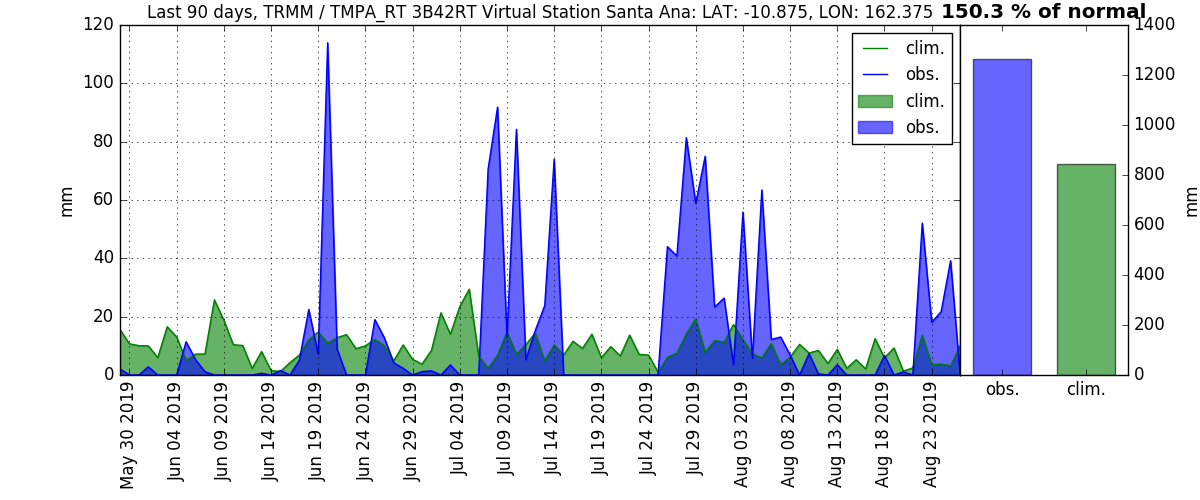 Last 90 days, TRMM / TMPA_RT 3B42RT Virtual Station Santa Ana: LAT: -10.875, LON: 162.375 150.3 % of normal
120
100
80
60
40
20
0
mm
clim.
obs.
clim.
obs.
May 30 2019
Jun 04 2019
Jun 09 2019
Jun 14 2019
Jun 19 2019
Jun 24 2019
Jun 29 2019
Jul 04 2019
Jul 09 2019
Jul 14 2019
Jul 19 2019
Jul 24 2019
Jul 29 2019
Aug 03 2019
Aug 08 2019
Aug 13 2019
Aug 18 2019
Aug 23 2019
1400
1200
1000
800
600
400
200
0
mm
obs.
clim.